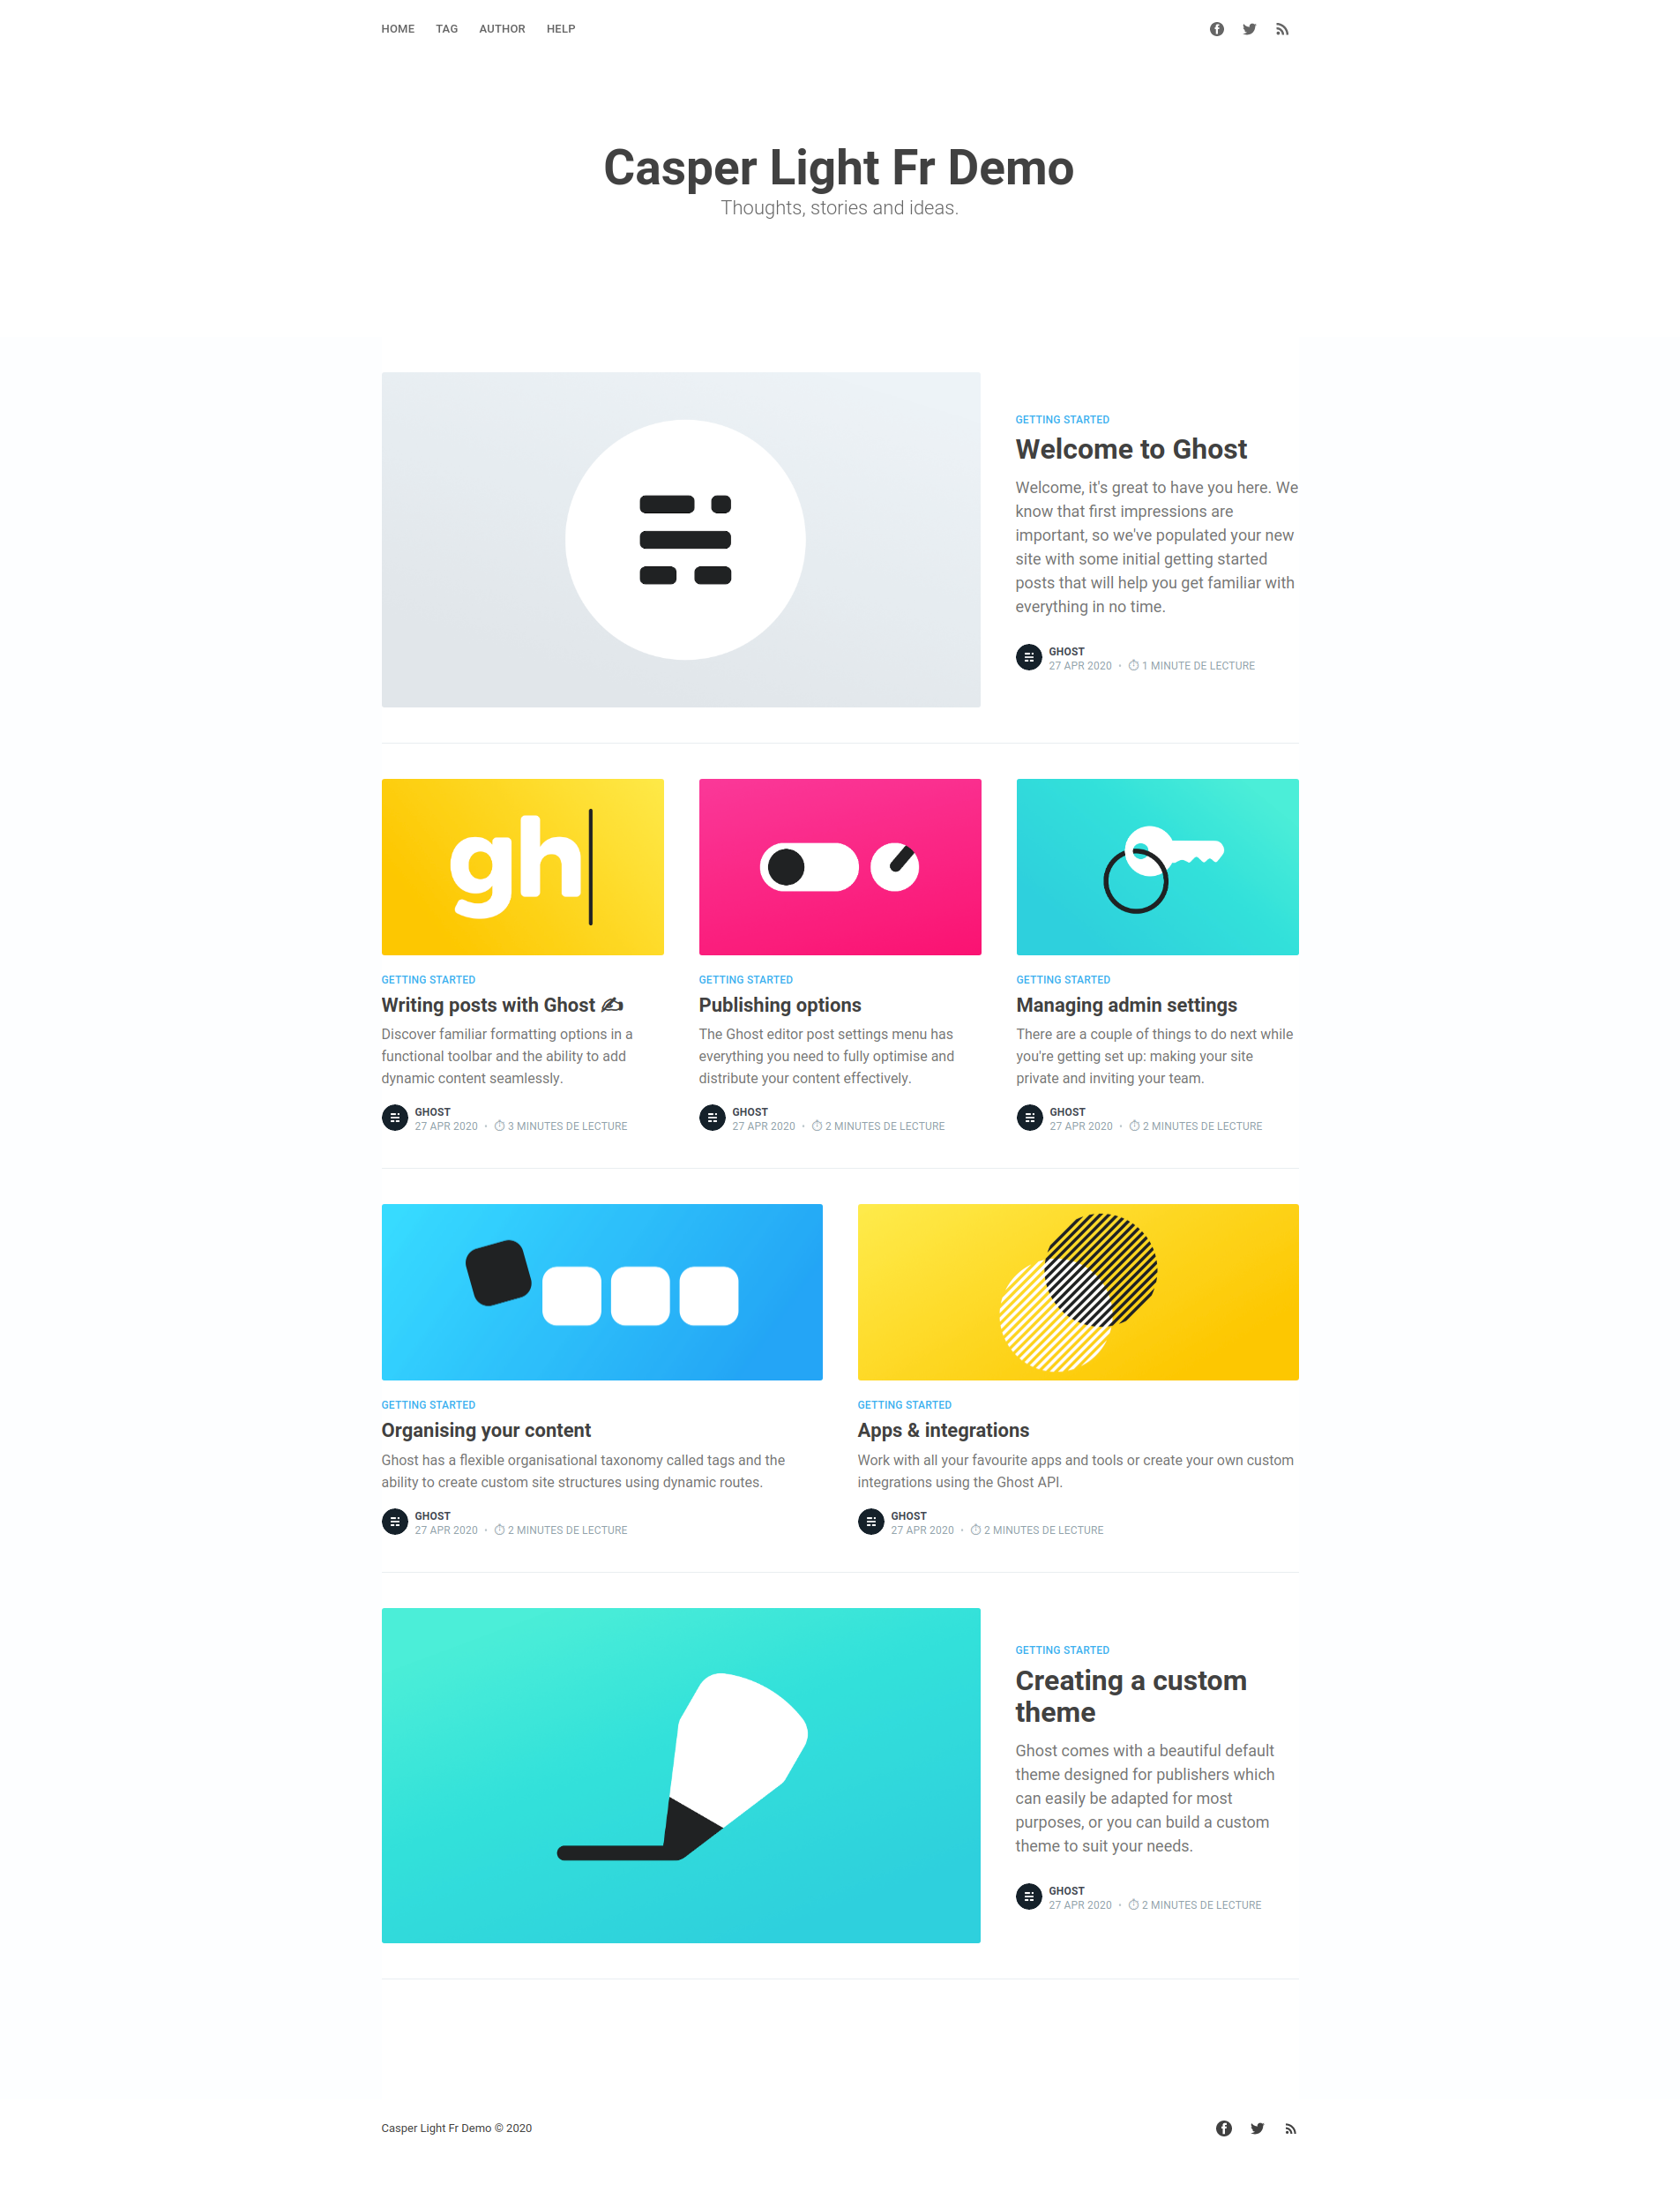 HOME TAG AUTHOR HELP
Casper Light Fr Demo
Thoughts, stories and ideas.
GETTING STARTED
Welcome to Ghost
Welcome, it's great to have you here. We
know that first impressions are
important, so we've populated your new
site with some initial getting started
posts that will help you get familiar with
everything in no time.
GHOST
27 APR 2020 • ⏱ 1 MINUTE DE LECTURE
gh
GETTING STARTED
Writing posts with Ghost ✍️
Discover familiar formatting options in a
functional toolbar and the ability to add
dynamic content seamlessly.
GHOST
27 APR 2020 • ⏱ 3 MINUTES DE LECTURE
GETTING STARTED
Publishing options
The Ghost editor post settings menu has
everything you need to fully optimise and
distribute your content effectively.
GHOST
27 APR 2020 • ⏱ 2 MINUTES DE LECTURE
GETTING STARTED
Managing admin settings
There are a couple of things to do next while
you're getting set up: making your site
private and inviting your team.
GHOST
27 APR 2020 • ⏱ 2 MINUTES DE LECTURE
GETTING STARTED
Organising your content
Ghost has a flexible organisational taxonomy called tags and the
ability to create custom site structures using dynamic routes.
GHOST
27 APR 2020 • ⏱ 2 MINUTES DE LECTURE
GETTING STARTED
Apps & integrations
Work with all your favourite apps and tools or create your own custom
integrations using the Ghost API.
GHOST
27 APR 2020 • ⏱ 2 MINUTES DE LECTURE
GETTING STARTED
Creating a custom
theme
Ghost comes with a beautiful default
theme designed for publishers which
can easily be adapted for most
purposes, or you can build a custom
theme to suit your needs.
GHOST
27 APR 2020 • ⏱ 2 MINUTES DE LECTURE
Casper Light Fr Demo © 2020